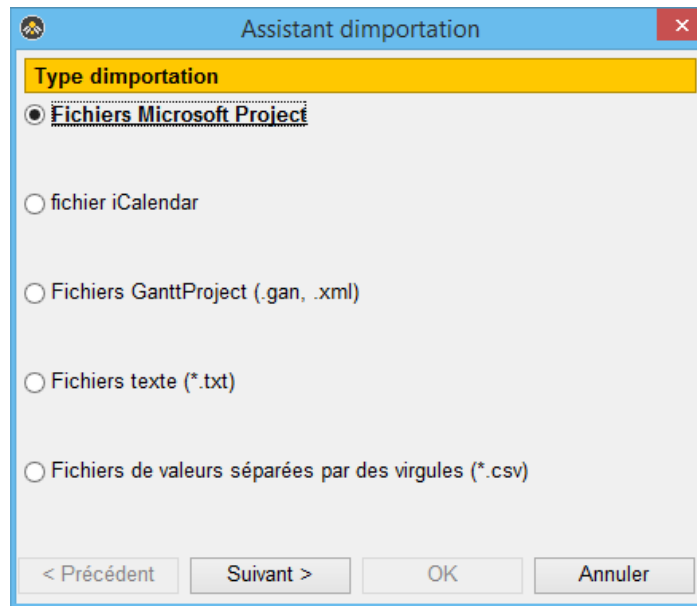 Assistant dimportation
Type dimportation
Fichiers Microsoft Project
fichier iCalendar
Fichiers GanttProject (.gan, .xml)
Fichiers texte (*.txt)
Fichiers de valeurs séparées par des virgules (*.csv)
< Précédent Suivant > OK Annuler